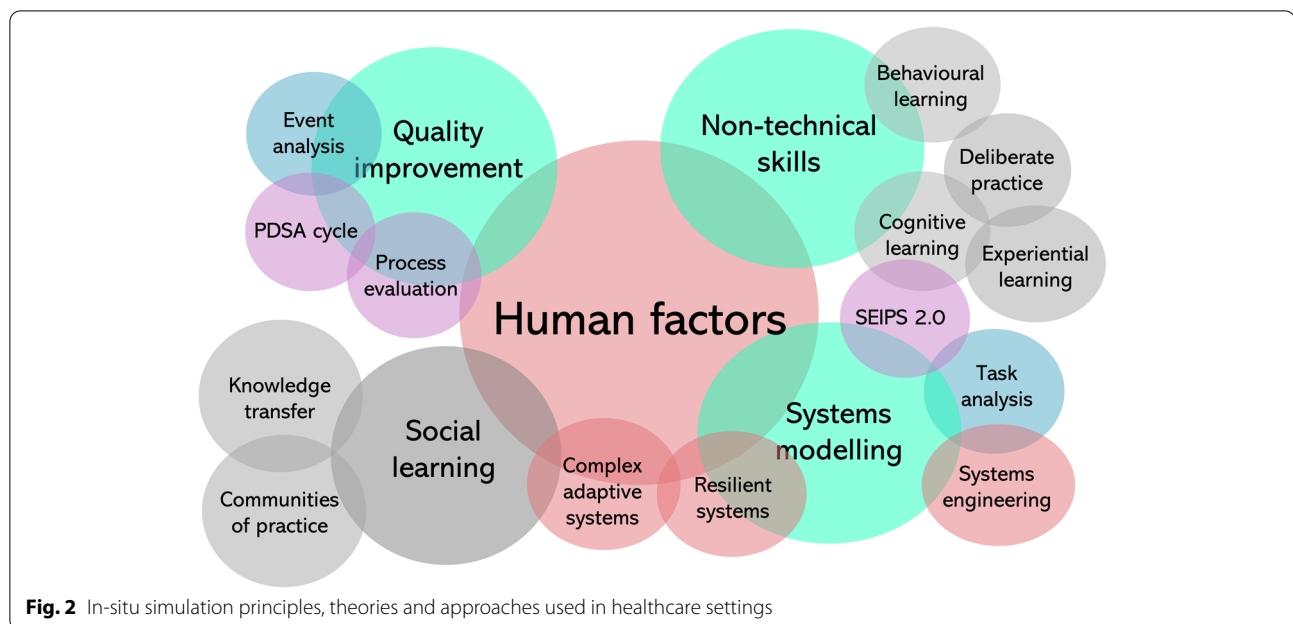 Event
analysis
Quality
improvement
PDSA cycle
Process
evaluation
Non-technical
skills
Behavioural
learning
Deliberate
practice
Cognitive
learning
Experiential
learning
Human factors
SEIPS 2.0
Task
analysis
Systems
modelling
Systems
engineering
Knowledge
transfer
Social
learning
Communities
of practice
Complex
adaptive
systems
Resilient
systems
Fig. 2 In-situ simulation principles, theories and approaches used in healthcare settings